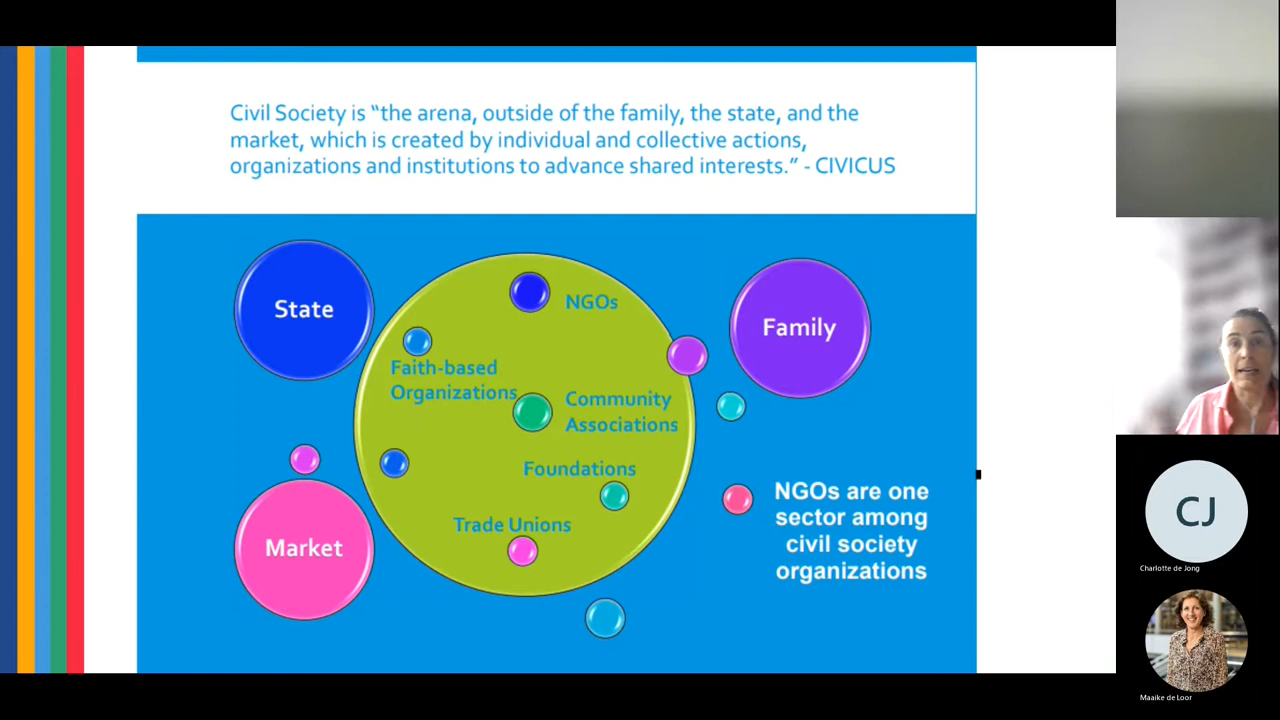 Civil Society is “the arena, outside of the family, the state, and the
market, which is created by individual and collective actions,
organizations and institutions to advance shared interests.” - CIVICUS
State
NGOs
Family
Faith-based
Organizations
Community
Associations
Foundations
Trade Unions
Market
NGOs are one
sector among
civil society
organizations
CJ
Charlotte de Jong
Maaike de Loor